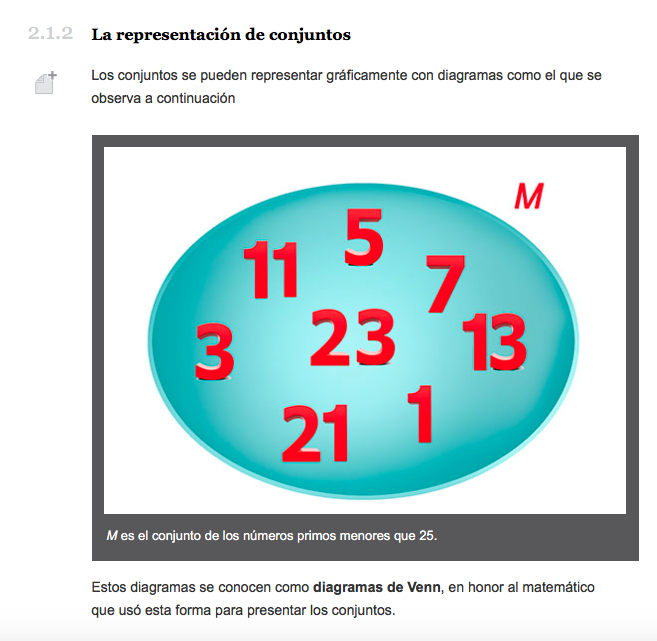 2.1.2 La representación de conjuntos
Los conjuntos se pueden representar gráficamente con diagramas como el que se
observa a continuación
M
5
11
7
23
13
3
1
21
M es el conjunto de los números primos menores que 25.
Estos diagramas se conocen como diagramas de Venn, en honor al matemático
que usó esta forma para presentar los conjuntos.